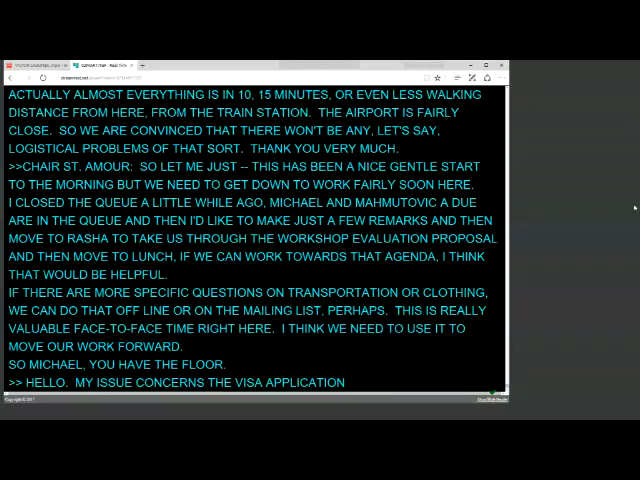 streamtext.net
ACTUALLY ALMOST EVERYTHING IS IN 10, 15 MINUTES, OR EVEN LESS WALKING
DISTANCE FROM HERE, FROM THE TRAIN STATION.  THE AIRPORT IS FAIRLY
CLOSE.  SO WE ARE CONVINCED THAT THERE WON'T BE ANY, LET'S SAY,
LOGISTICAL PROBLEMS OF THAT SORT.  THANK YOU VERY MUCH.
>>CHAIR ST. AMOUR:  SO LET ME JUST -- THIS HAS BEEN A NICE GENTLE START
TO THE MORNING BUT WE NEED TO GET DOWN TO WORK FAIRLY SOON HERE.
I CLOSED THE QUEUE A LITTLE WHILE AGO, MICHAEL AND MAHMUTOVIC A DUE
ARE IN THE QUEUE AND THEN I'D LIKE TO MAKE JUST A FEW REMARKS AND THEN
MOVE TO RASHA TO TAKE US THROUGH THE WORKSHOP EVALUATION PROPOSAL
AND THEN MOVE TO LUNCH, IF WE CAN WORK TOWARDS THAT AGENDA, I THINK
THAT WOULD BE HELPFUL.
IF THERE ARE MORE SPECIFIC QUESTIONS ON TRANSPORTATION OR CLOTHING,
WE CAN DO THAT OFF LINE OR ON THE MAILING LIST, PERHAPS.  THIS IS REALLY
VALUABLE FACE-TO-FACE TIME RIGHT HERE.  I THINK WE NEED TO USE IT TO
MOVE OUR WORK FORWARD.
SO MICHAEL, YOU HAVE THE FLOOR.
>> HELLO.  MY ISSUE CONCERNS THE VISA APPLICATION
Copyright © 2017